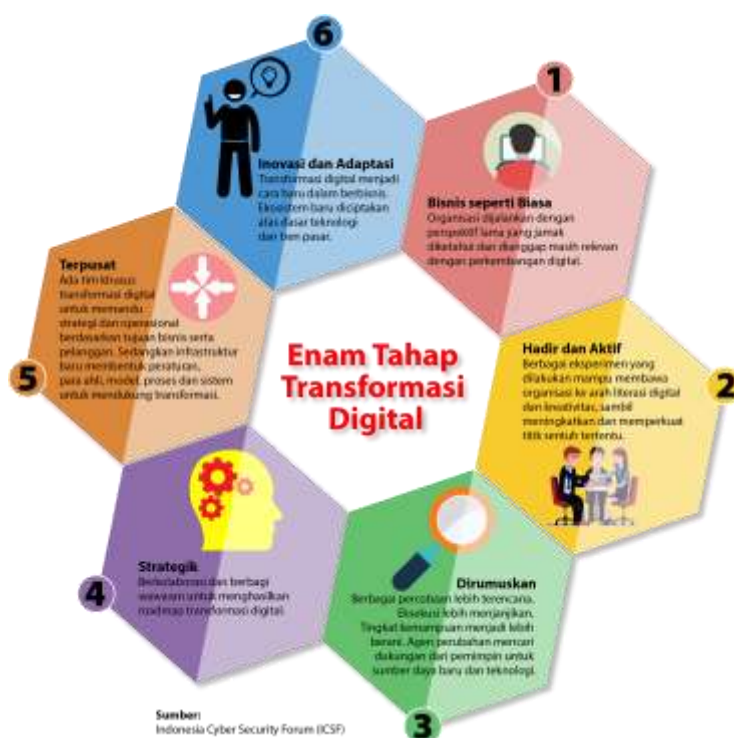 Enam Tahap
Transformasi
Digital
1
Bisnis seperti Biasa
Organisasi dijalankan dengan
perspektif lama yang jamak
diketahui dan dianggap masih relevan
dengan perkembangan digital.
2
Hadir dan Aktif
Berbagai eksperimen yang
dilakukan mampu membawa
organisasi ke arah literasi digital
dan kreativitas, sambil
meningkatkan dan memperkuat
titik sentuh tertentu.
3
Dirumuskan
Berbagai percobaan lebih terencana.
Eksekusi lebih menjanjikan.
Tingkat kemampuan menjadi lebih
berani. Agen perubahan mencari
dukungan dari pemimpin untuk
sumber daya baru dan teknologi.
4
Strategik
Berkolaborasi dan berbagi
wawasan untuk menghasilkan
roadmap transformasi digital.
5
Terpusat
Ada tim khusus
transformasi digital
untuk memandu
strategi dan operasional
berdasarkan tujuan bisnis serta
pelanggan. Sedangkan infrastruktur
baru membentuk peraturan,
para ahli, model, proses dan sistem
untuk mendukung transformasi.
6
Inovasi dan Adaptasi
Transformasi digital menjadi
cara baru dalam berbisnis.
Ekosistem baru diciptakan
atas dasar teknologi
dan tren pasar.
Sumber:
Indonesia Cyber Security Forum (ICSF)